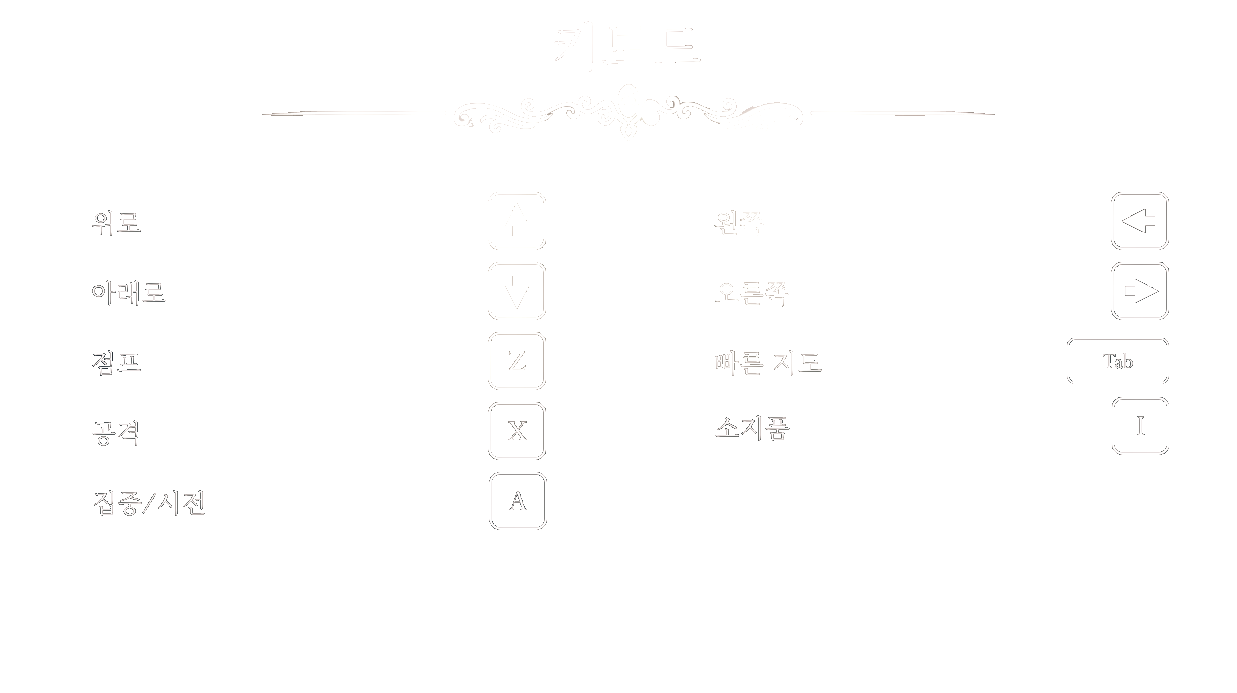 키보드
위로
왼쪽
아래로
오른쪽
점프 Z
빠른 지도 Tab
공격 X
소지품 I
집중/시전 A